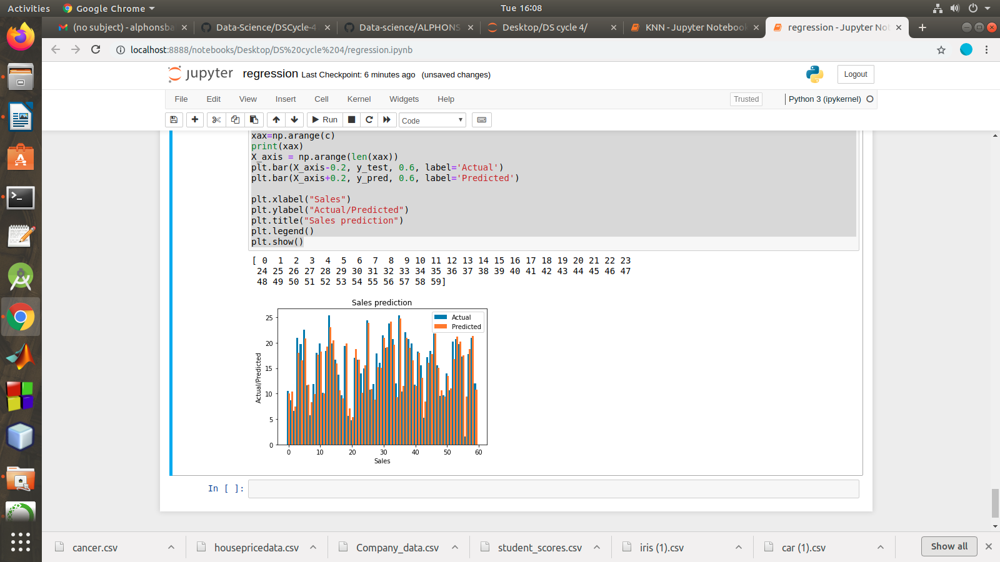 Activities
Google Chrome
Tue 16:08
(no subject) - alphonsba
Data-Science/DSCycle-4
Data-science/ALPHONS
Desktop/DS cycle 4/
KNN - Jupyter Notebook
regression - Jupyter Not
localhost:8888/notebooks/Desktop/DS%20cycle%204/regression.ipynb
jupyter
regression Last Checkpoint: 6 minutes ago (unsaved changes)
Logout
File Edit View Insert Cell Kernel Widgets Help
Trusted
Python 3 (ipykernel)
Run
Code
xax=np.arange(c)
print(xax)
X_axis = np.arange(len(xax))
plt.bar(X_axis-0.2, y_test, 0.6, label='Actual')
plt.bar(X_axis+0.2, y_pred, 0.6, label='Predicted')
plt.xlabel("Sales")
plt.ylabel("Actual/Predicted")
plt.title("Sales prediction")
plt.legend()
plt.show()
[ 0 1 2 3 4 5 6 7 8 9 10 11 12 13 14 15 16 17 18 19 20 21 22 23
24 25 26 27 28 29 30 31 32 33 34 35 36 37 38 39 40 41 42 43 44 45 46 47
48 49 50 51 52 53 54 55 56 57 58 59]
Sales prediction
Actual
Predicted
25
20
15
10
5
0
Actual/Predicted
0 10 20 30 40 50 60
Sales
In [ ]:
cancer.csv
housepricedata.csv
Company_data.csv
student_scores.csv
iris (1).csv
car (1).csv
Show all